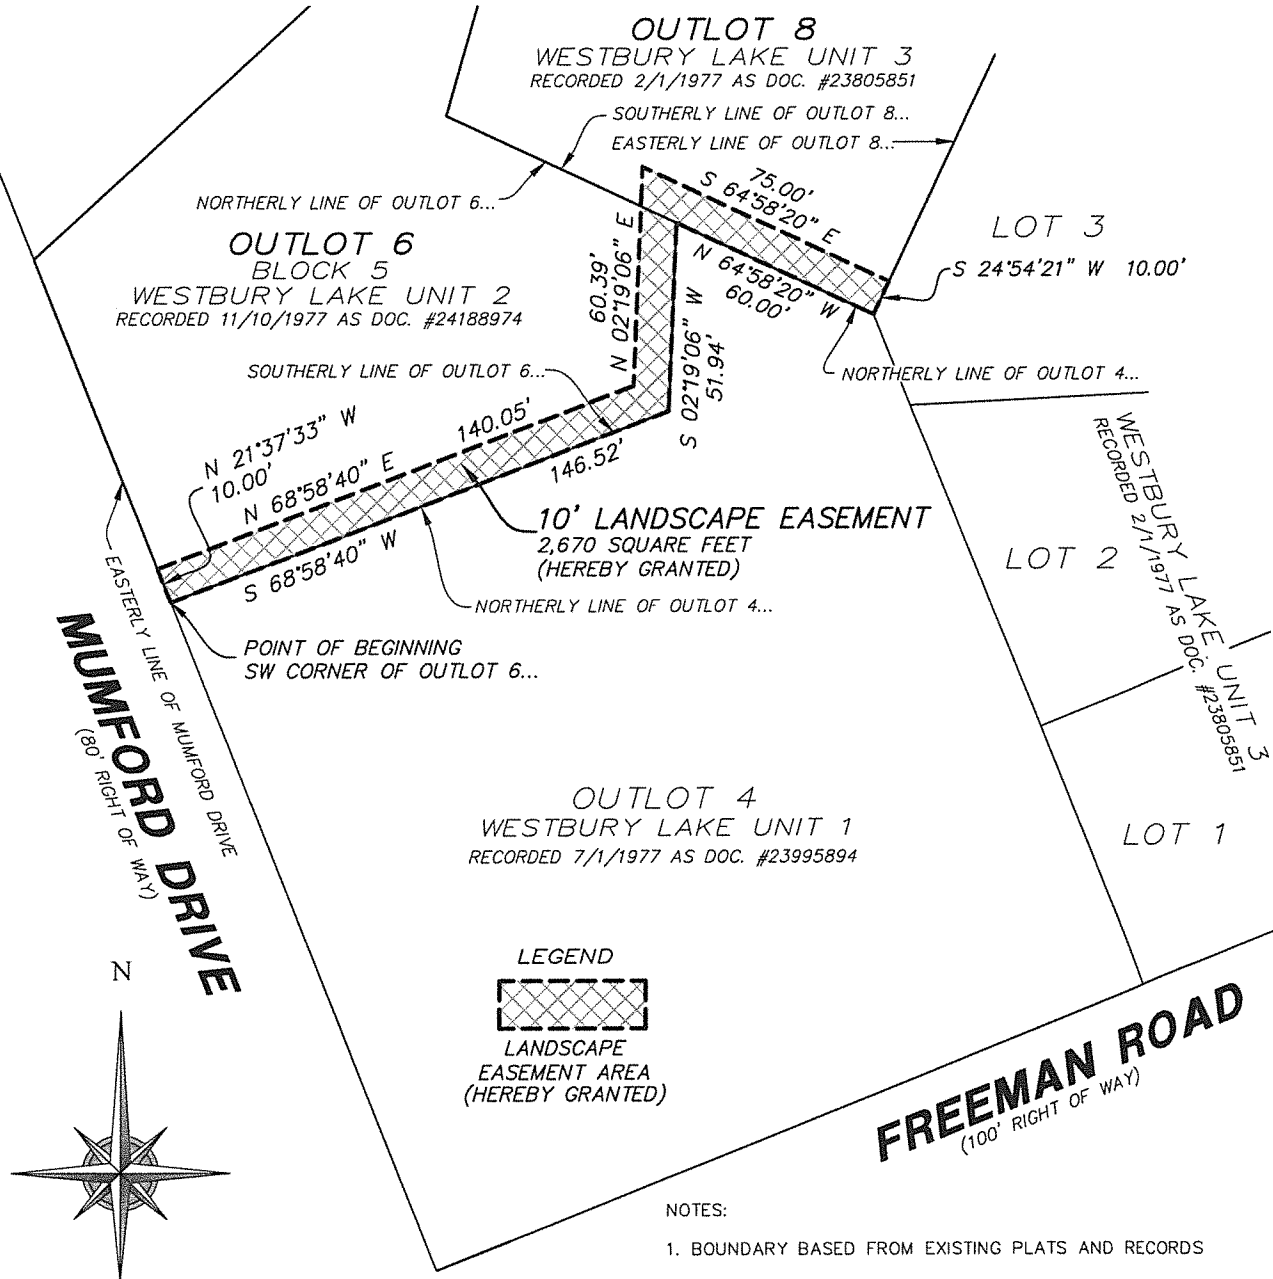 OUTLOT 8
WESTBURY LAKE UNIT 3
RECORDED 2/1/1977 AS DOC. #23805851
SOUTHERLY LINE OF OUTLOT 8...
EASTERLY LINE OF OUTLOT 8...
NORTHERLY LINE OF OUTLOT 6...
75.00'
S 64°58'20" E
OUTLOT 6
BLOCK 5
WESTBURY LAKE UNIT 2
RECORDED 11/10/1977 AS DOC. #24188974
LOT 3
S 24°54'21" W 10.00'
N 64°58'20" W
60.00'
60.39'
N 02°19'06" E
S 02°19'06" W
51.94'
SOUTHERLY LINE OF OUTLOT 6...
NORTHERLY LINE OF OUTLOT 4...
N 21°37'33" W
10.00'
140.05'
N 68°58'40" E
146.52'
S 68°58'40" W
10' LANDSCAPE EASEMENT
2,670 SQUARE FEET
(HEREBY GRANTED)
NORTHERLY LINE OF OUTLOT 4...
WESTBURY LAKE UNIT 3
RECORDED 2/1/1977 AS DOC. #23805851
LOT 2
POINT OF BEGINNING
SW CORNER OF OUTLOT 6...
EASTERLY LINE OF MUMFORD DRIVE
MUMFORD DRIVE
(80' RIGHT OF WAY)
OUTLOT 4
WESTBURY LAKE UNIT 1
RECORDED 7/1/1977 AS DOC. #23995894
LOT 1
LEGEND
LANDSCAPE
EASEMENT AREA
(HEREBY GRANTED)
N
FREEMAN ROAD
(100' RIGHT OF WAY)
NOTES:
1. BOUNDARY BASED FROM EXISTING PLATS AND RECORDS